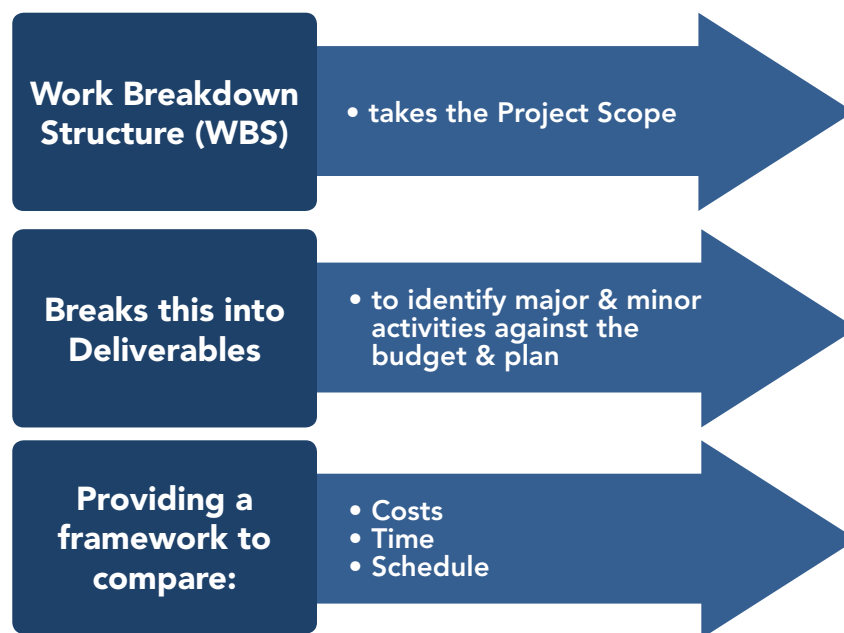 Work Breakdown
Structure (WBS)
• takes the Project Scope
Breaks this into
Deliverables
• to identify major & minor
activities against the
budget & plan
Providing a
framework to
compare:
• Costs
• Time
• Schedule